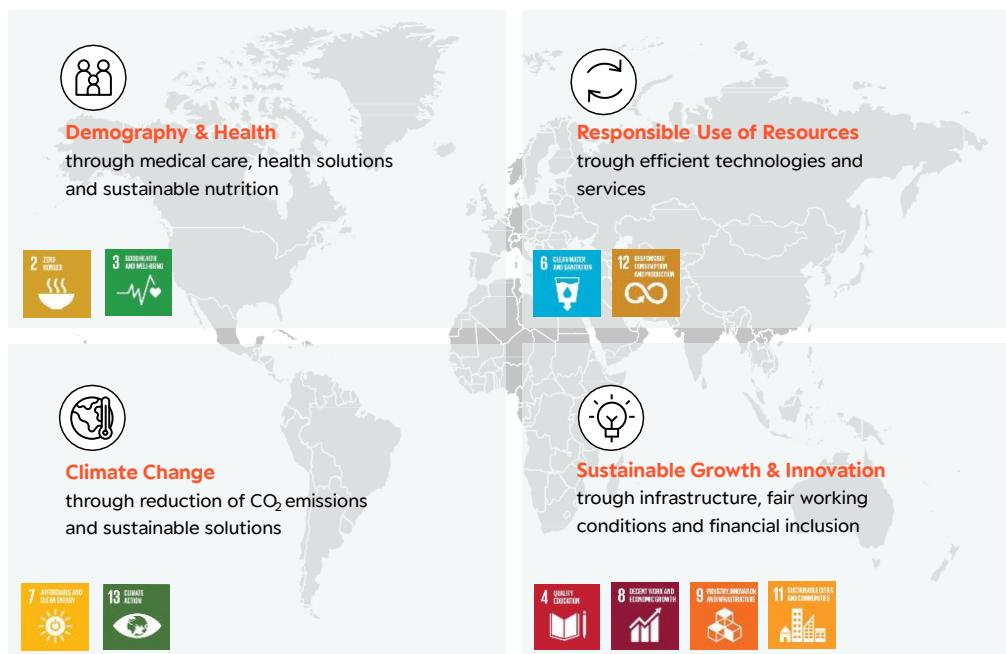 Demography & Health
through medical care, health solutions
and sustainable nutrition
2 ZERO
HUNGER
3 GOOD HEALTH
AND WELL-BEING
Responsible Use of Resources
trough efficient technologies and
services
6 CLEAN WATER
AND SANITATION
12 RESPONSIBLE
CONSUMPTION
AND PRODUCTION
Climate Change
through reduction of CO₂ emissions
and sustainable solutions
7 AFFORDABLE AND
CLEAN ENERGY
13 CLIMATE
ACTION
Sustainable Growth & Innovation
trough infrastructure, fair working
conditions and financial inclusion
4 QUALITY
EDUCATION
8 DECENT WORK AND
ECONOMIC GROWTH
9 INDUSTRY, INNOVATION
AND INFRASTRUCTURE
11 SUSTAINABLE CITIES
AND COMMUNITIES